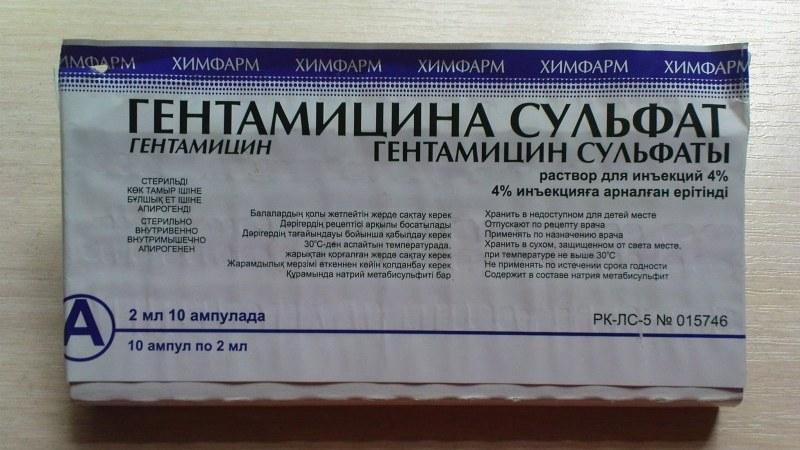 ИМФАРМ ХИМФАРМ ХИМФАРМ ХИМФАРМ ХИМФАРМ ХИМФАРМ
ГЕНТАМИЦИНА СУЛЬФАТ
ГЕНТАМИЦИН
ГЕНТАМИЦИН СУЛЬФАТЫ
раствор для инъекций 4%
4% инъекцияға арналған ерітінді
СТЕРИЛЬДІ
КӨК ТАМЫР ІШІНЕ
БҰЛШЫҚ ЕТ ІШІНЕ
АПИРОГЕНДІ
СТЕРИЛЬНО
ВНУТРИВЕННО
ВНУТРИМЫШЕЧНО
АПИРОГЕНЕН
Балалардың қолы жетпейтін жерде сақтау керек
Дәрігердің рецептісі арқылы босатылады
Дәрігердің тағайындауы бойынша қабылдау керек
30°С-ден аспайтын температурада,
жарықтан қорғалған жерде сақтау керек
Жарамдылық мерзімі өткеннен кейін қолданбау керек
Құрамында натрий метабисульфиті бар
Хранить в недоступном для детей месте
Отпускают по рецепту врача
Применять по назначению врача
Хранить в сухом, защищенном от света месте,
при температуре не выше 30°С
Не применять по истечении срока годности
Содержит в составе натрия метабисульфит
А
2 мл 10 ампулада
10 ампул по 2 мл
РК-ЛС-5 № 015746